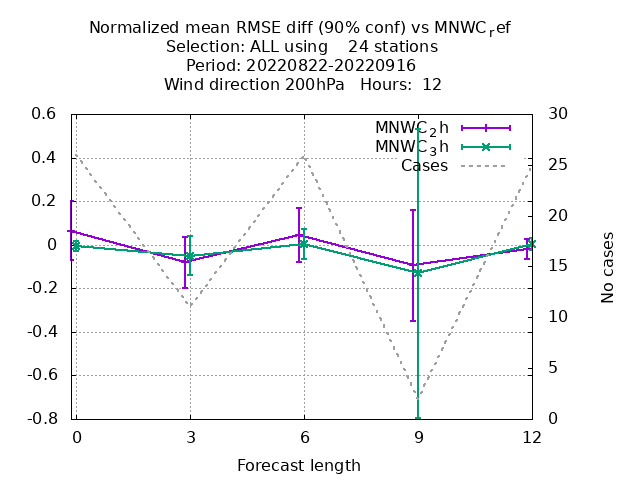 Normalized mean RMSE diff (90% conf) vs MNWC_ref
Selection: ALL using    24 stations
Period: 20220822-20220916
Wind direction 200hPa   Hours:  12
MNWC_2h
MNWC_3h
Cases
0.6
0.4
0.2
0
-0.2
-0.4
-0.6
-0.8
30
25
20
15
10
5
0
No cases
0 3 6 9 12
Forecast length